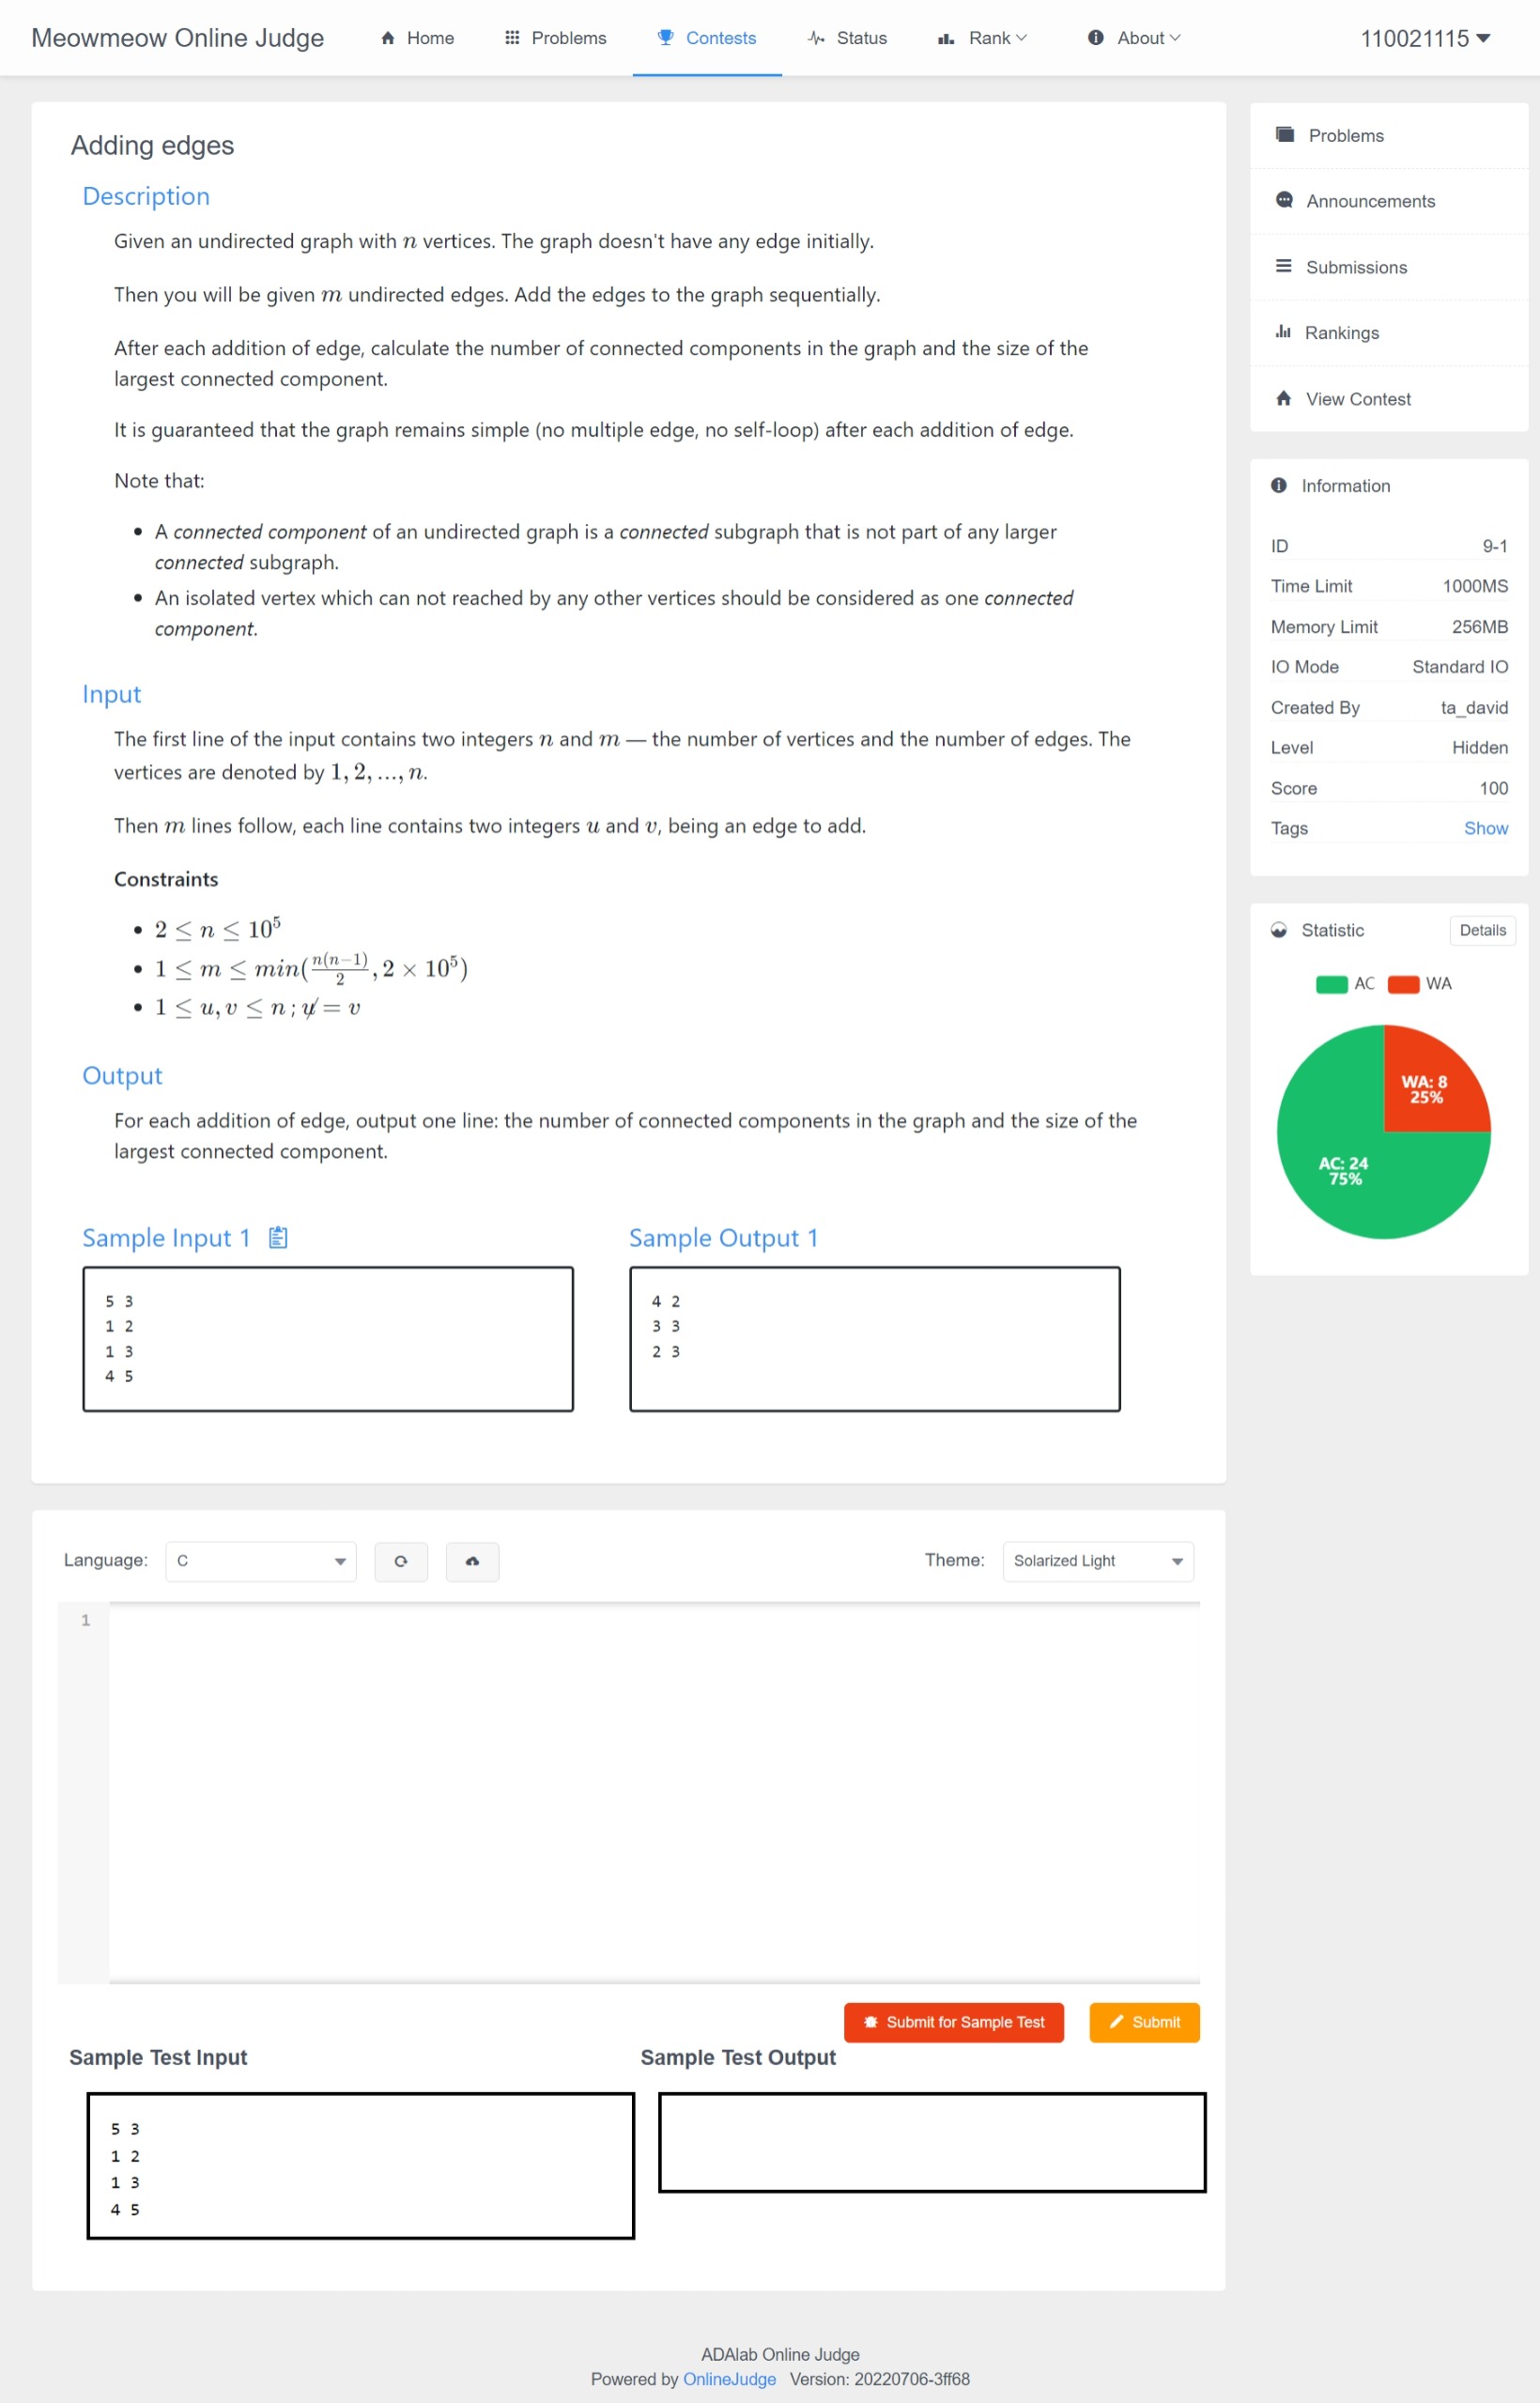 Meowmeow Online Judge Home Problems Contests Status Rank About 110021115
Adding edges
Description
Given an undirected graph with n vertices. The graph doesn't have any edge initially.
Then you will be given m undirected edges. Add the edges to the graph sequentially.
After each addition of edge, calculate the number of connected components in the graph and the size of the
largest connected component.
It is guaranteed that the graph remains simple (no multiple edge, no self-loop) after each addition of edge.
Note that:
• A connected component of an undirected graph is a connected subgraph that is not part of any larger
connected subgraph.
• An isolated vertex which can not reached by any other vertices should be considered as one connected
component.
Input
The first line of the input contains two integers n and m — the number of vertices and the number of edges. The
vertices are denoted by 1, 2, ..., n.
Then m lines follow, each line contains two integers u and v, being an edge to add.
Constraints
• 2 ≤ n ≤ 10⁵
• 1 ≤ m ≤ min(n(n−1)/2, 2 × 10⁵)
• 1 ≤ u, v ≤ n ; u ≠ v
Output
For each addition of edge, output one line: the number of connected components in the graph and the size of the
largest connected component.
Sample Input 1
5 3
1 2
1 3
4 5
Sample Output 1
4 2
3 3
2 3
Language: C
Theme: Solarized Light
1
Submit for Sample Test
Submit
Sample Test Input
5 3
1 2
1 3
4 5
Sample Test Output
Problems
Announcements
Submissions
Rankings
View Contest
Information
ID 9-1
Time Limit 1000MS
Memory Limit 256MB
IO Mode Standard IO
Created By ta_david
Level Hidden
Score 100
Tags Show
Statistic Details
AC WA
WA: 8
25%
AC: 24
75%
ADAlab Online Judge
Powered by OnlineJudge Version: 20220706-3ff68